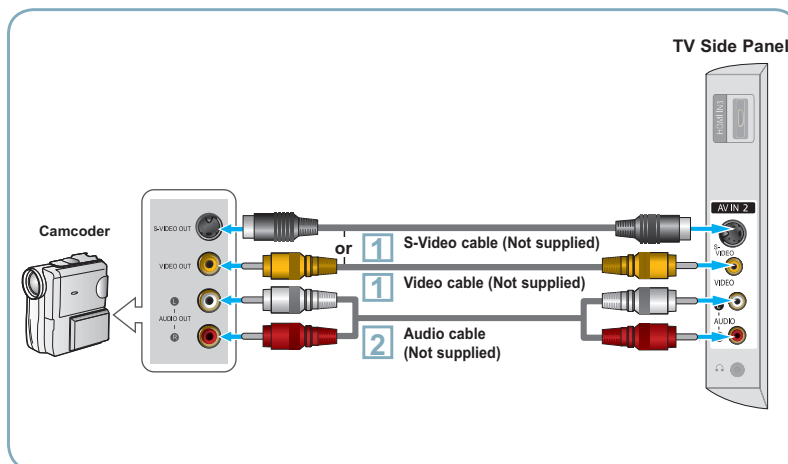 TV Side Panel
HDMI IN 3
AV IN 2
Camcoder
S-VIDEO OUT
or
1 S-Video cable (Not supplied)
S-
VIDEO
VIDEO OUT
1 Video cable (Not supplied)
VIDEO
L
AUDIO OUT
R
2 Audio cable
(Not supplied)
AUDIO